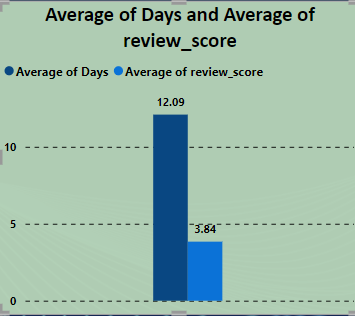 Average of Days and Average of
review_score
Average of Days Average of review_score
12.09
10
5
3.84
0